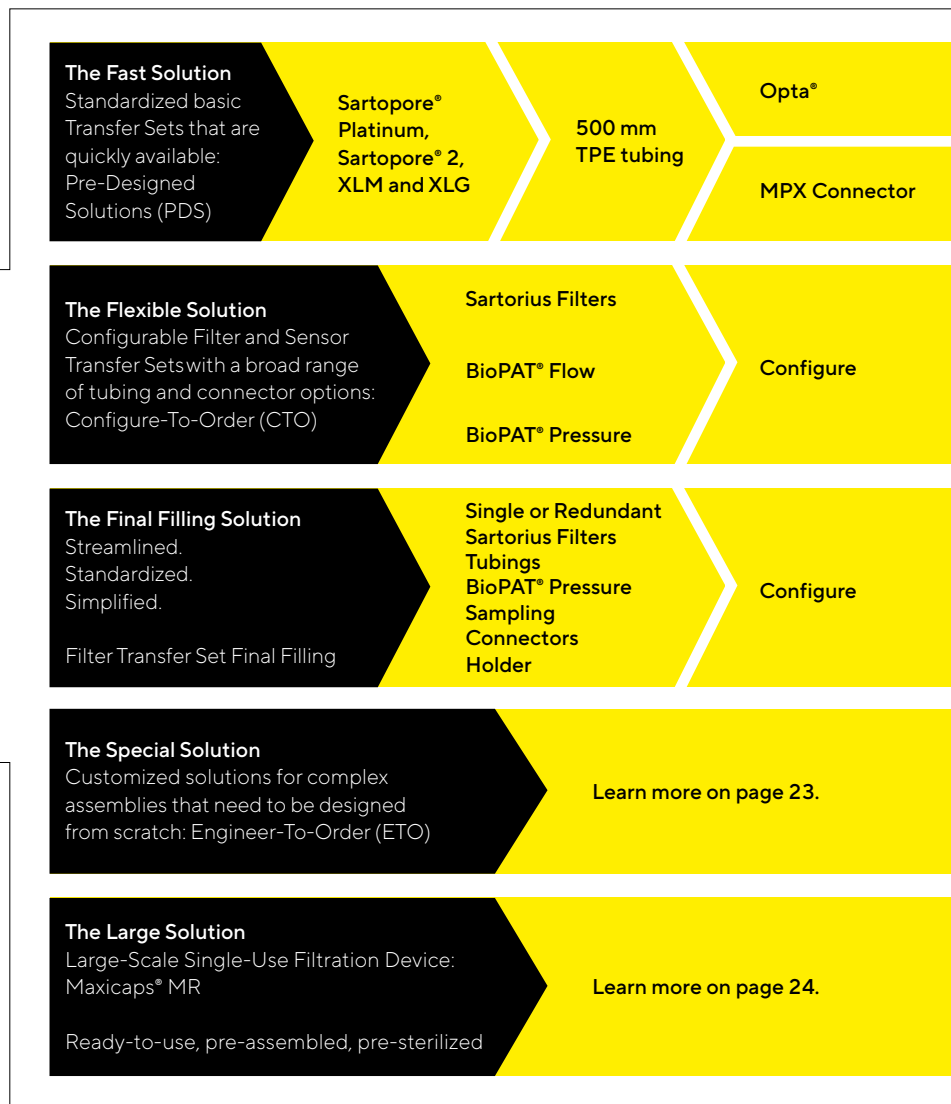 The Fast Solution
Standardized basic
Transfer Sets that are
quickly available:
Pre-Designed
Solutions (PDS)
Sartopore®
Platinum,
Sartopore® 2,
XLM and XLG
500 mm
TPE tubing
Opta®
MPX Connector
The Flexible Solution
Configurable Filter and Sensor
Transfer Sets with a broad range
of tubing and connector options:
Configure-To-Order (CTO)
Sartorius Filters
BioPAT® Flow
BioPAT® Pressure
Configure
The Final Filling Solution
Streamlined.
Standardized.
Simplified.
Filter Transfer Set Final Filling
Single or Redundant
Sartorius Filters
Tubings
BioPAT® Pressure
Sampling
Connectors
Holder
Configure
The Special Solution
Customized solutions for complex
assemblies that need to be designed
from scratch: Engineer-To-Order (ETO)
Learn more on page 23.
The Large Solution
Large-Scale Single-Use Filtration Device:
Maxicaps® MR
Ready-to-use, pre-assembled, pre-sterilized
Learn more on page 24.